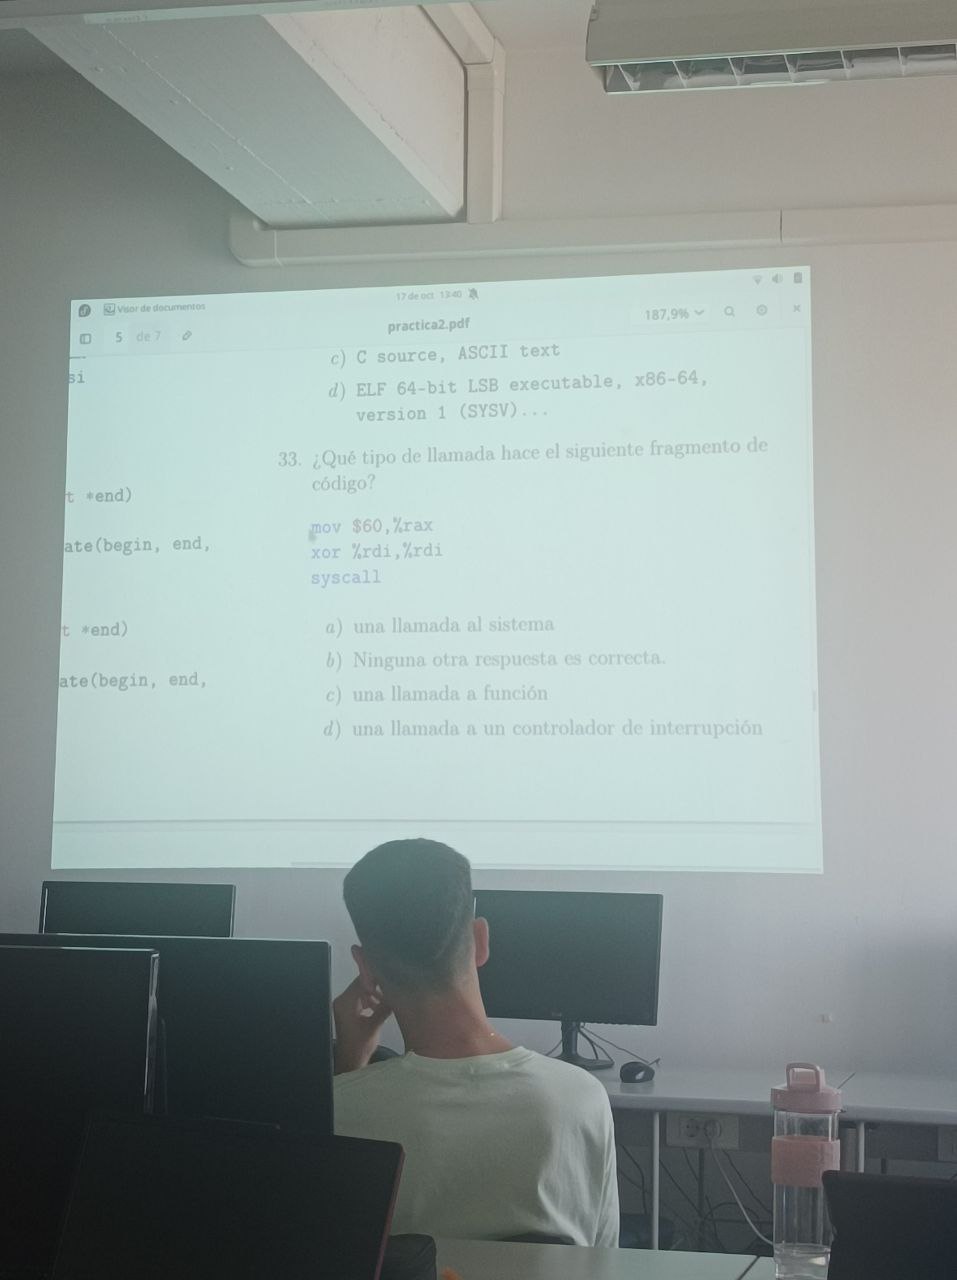 17 de oct 13:40
Visor de documentos
5 de 7
practica2.pdf
187,9%
si
t *end)
ate(begin, end,
t *end)
ate(begin, end,
c) C source, ASCII text
d) ELF 64-bit LSB executable, x86-64,
version 1 (SYSV)...
33. ¿Qué tipo de llamada hace el siguiente fragmento de
código?
mov $60,%rax
xor %rdi,%rdi
syscall
a) una llamada al sistema
b) Ninguna otra respuesta es correcta.
c) una llamada a función
d) una llamada a un controlador de interrupción